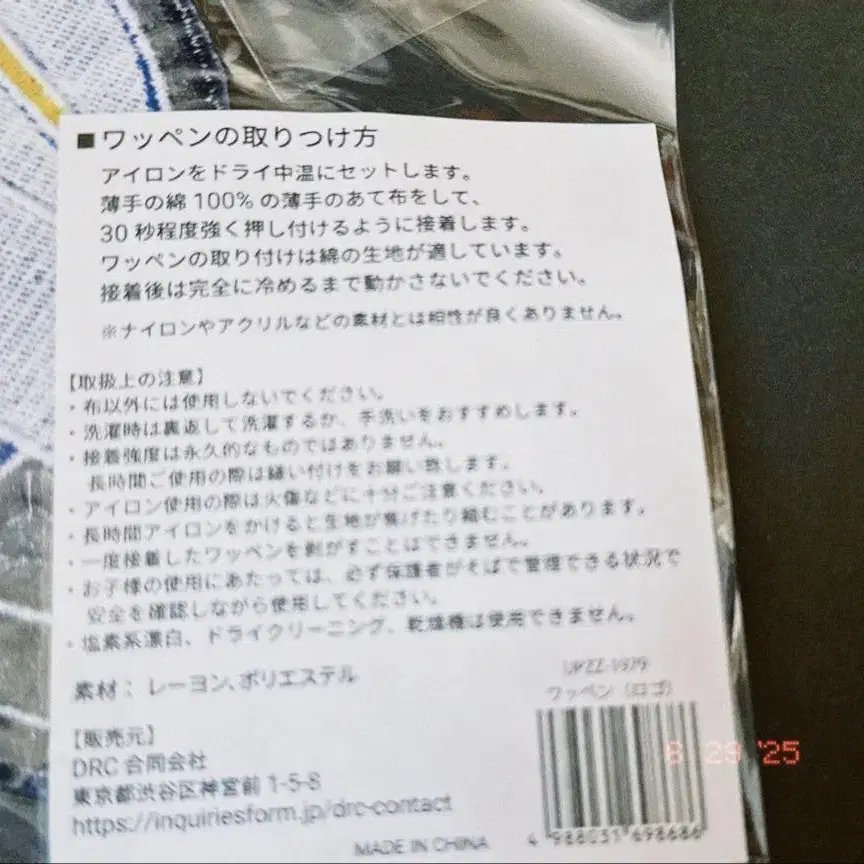 ■ワッペンの取りつけ方
アイロンをドライ中温にセットします。
薄手の綿100%の薄手のあて布をして、
30秒程度強く押し付けるように接着します。
ワッペンの取り付けは綿の生地が適しています。
接着後は完全に冷めるまで動かさないでください。
※ナイロンやアクリルなどの素材とは相性が良くありません。
【取扱上の注意】
・布以外には使用しないでください。
・洗濯時は裏返して洗濯するか、手洗いをおすすめします。
・接着強度は永久的なものではありません。
長時間ご使用の際は縫い付けをお願い致します。
・アイロン使用の際は火傷などに十分ご注意ください。
・長時間アイロンをかけると生地が焦げたり縮むことがあります。
・一度接着したワッペンを剥がすことはできません。
・お子様の使用にあたっては、必ず保護者がそばで管理できる状況で
安全を確認しながら使用してください。
・塩素系漂白、ドライクリーニング、乾燥機は使用できません。
素材：レーヨン、ポリエステル
UPZZ-1979
ワッペン（ロゴ）
【販売元】
DRC合同会社
東京都渋谷区神宮前1-5-8
https://inquiriesform.jp/drc-contact
MADE IN CHINA
4 988031 698686
8 29 '25